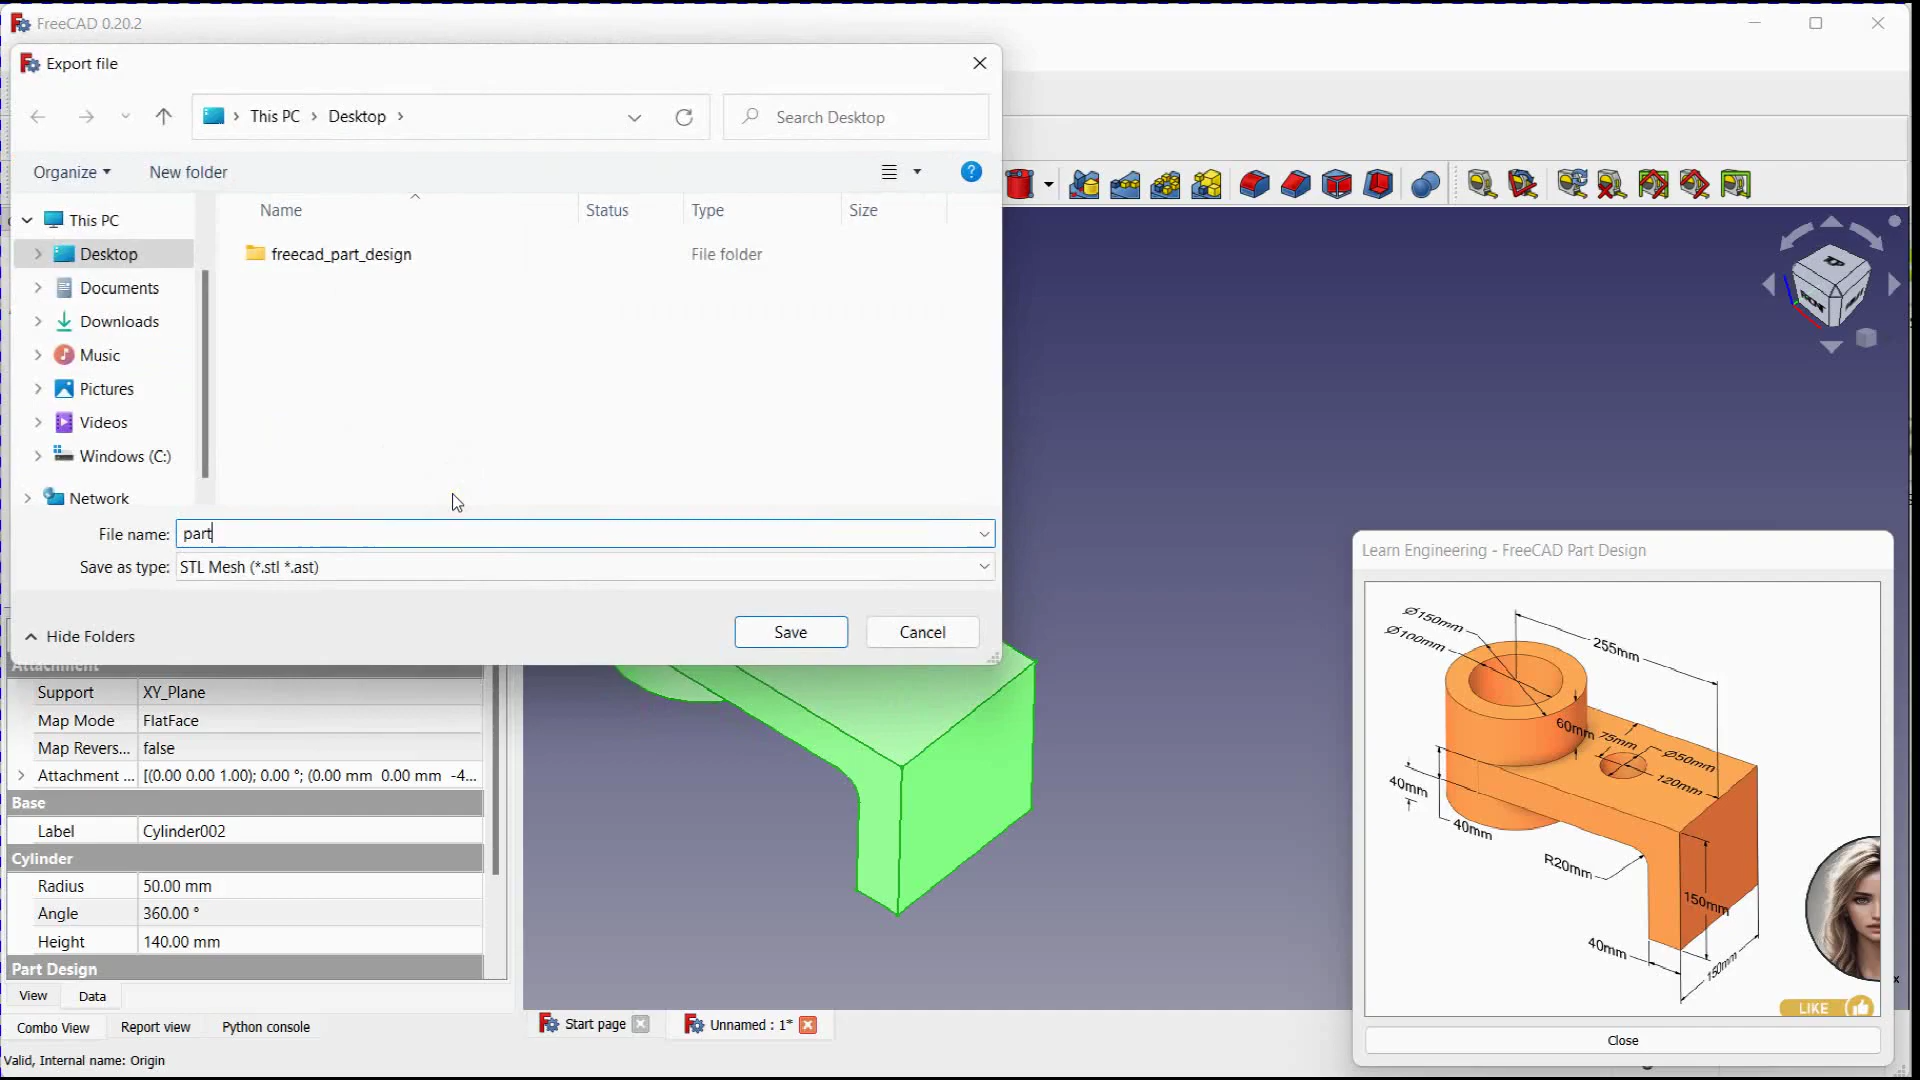 FreeCAD 0.20.2
Export file
This PC
Desktop
Search Desktop
Organize
New folder
?
Name
Status
Type
Size
This PC
Desktop
Documents
Downloads
Music
Pictures
Videos
Windows (C:)
Network
freecad_part_design
File folder
File name:
part
Save as type:
STL Mesh (*.stl *.ast)
Hide Folders
Save
Cancel
Attachment
Support
XY_Plane
Map Mode
FlatFace
Map Revers...
false
Attachment ...
[(0.00 0.00 1.00); 0.00 °; (0.00 mm 0.00 mm -4...
Base
Label
Cylinder002
Cylinder
Radius
50.00 mm
Angle
360.00 °
Height
140.00 mm
Part Design
View
Data
Combo View
Report view
Python console
Valid, Internal name: Origin
Start page
Unnamed : 1*
Learn Engineering - FreeCAD Part Design
Ø150mm
Ø100mm
255mm
60mm
75mm
Ø50mm
120mm
40mm
40mm
R20mm
150mm
40mm
150mm
LIKE
Close